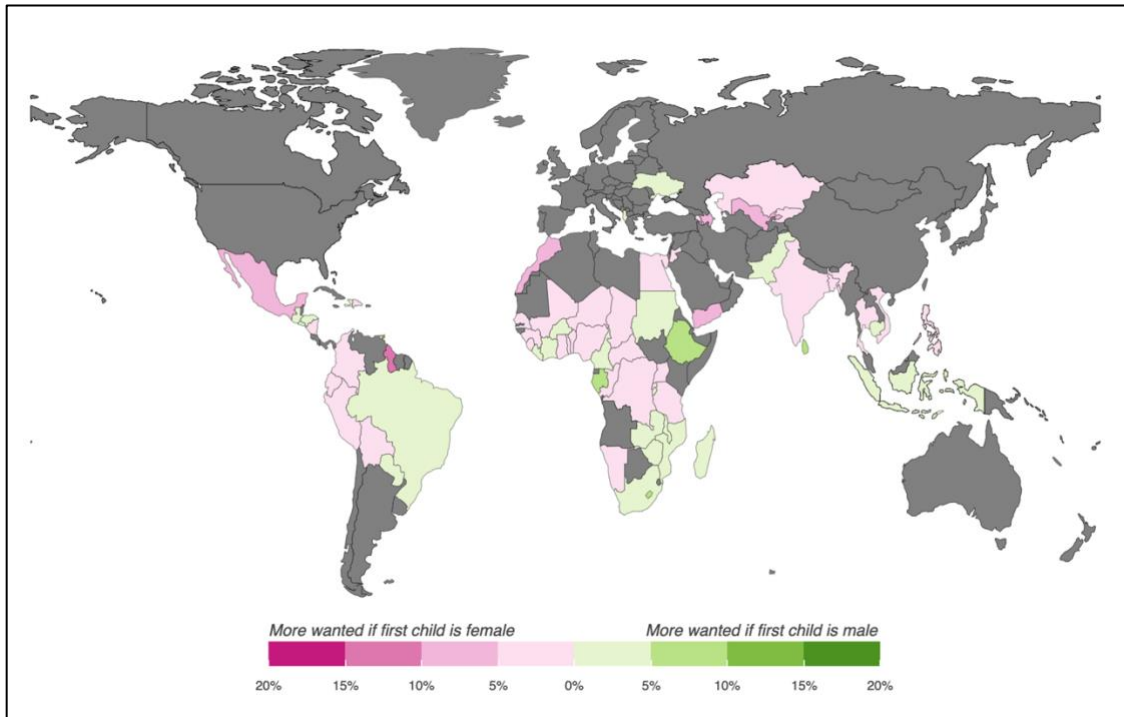 More wanted if first child is female More wanted if first child is male
20% 15% 10% 5% 0% 5% 10% 15% 20%